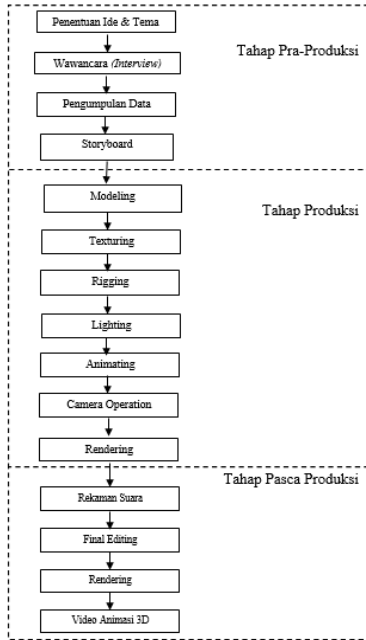 Penentuan Ide & Tema
Tahap Pra-Produksi
Wawancara (Interview)
Pengumpulan Data
Storyboard
Modeling
Tahap Produksi
Texturing
Rigging
Lighting
Animating
Camera Operation
Rendering
Tahap Pasca Produksi
Rekaman Suara
Final Editing
Rendering
Video Animasi 3D